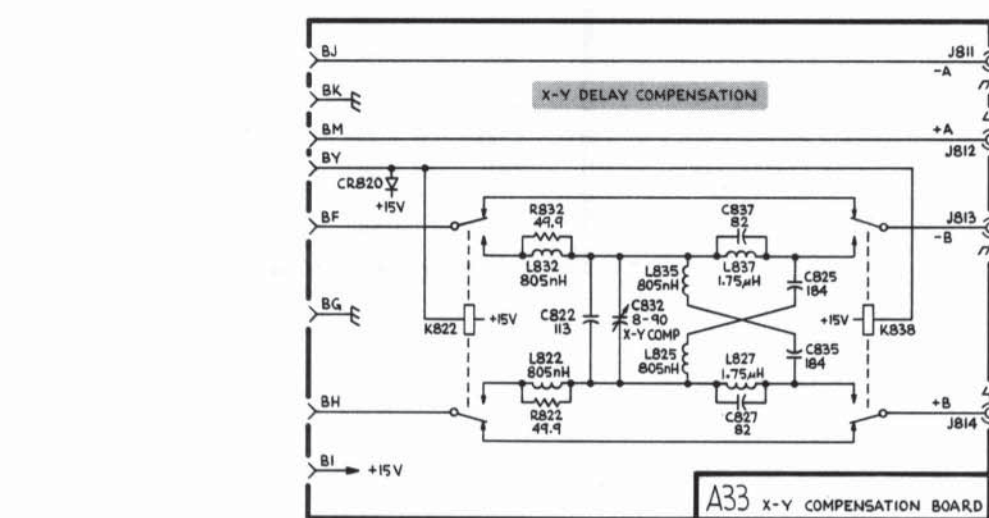 BJ
J811
-A
BK
X-Y DELAY COMPENSATION
BM
+A
J812
BY
CR820
+15V
BF
R832
49.9
C837
82
J813
-B
L832
805nH
L835
805nH
L837
1.75µH
C825
184
BG
K822
+15V
C822
113
C832
8-90
X-Y COMP
+15V
K838
L822
805nH
L825
805nH
L827
1.75µH
C835
184
BH
R822
49.9
C827
82
+B
J814
BI
+15V
A33 X-Y COMPENSATION BOARD